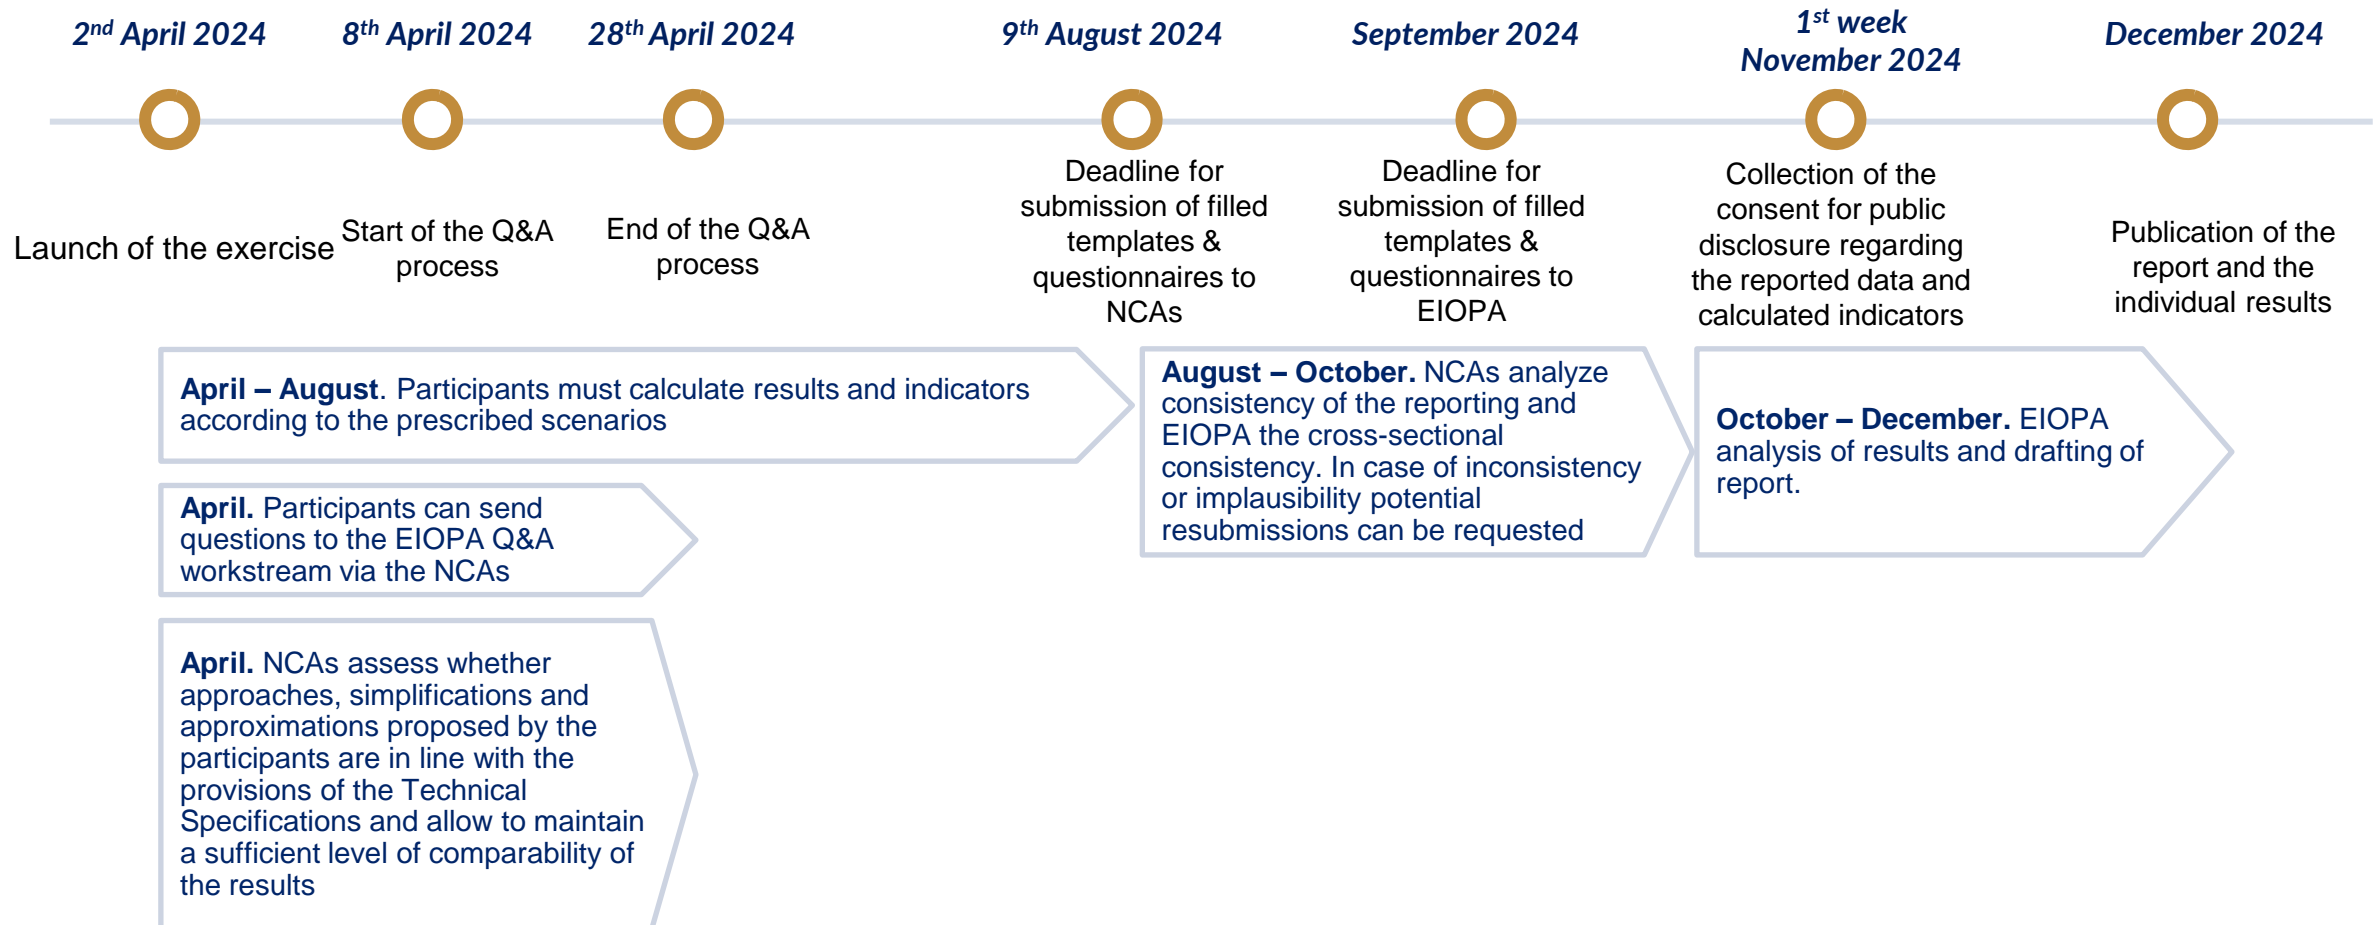 2nd April 2024
8th April 2024
28th April 2024
9th August 2024
September 2024
1st week
November 2024
December 2024
Launch of the exercise
Start of the Q&A
process
End of the Q&A
process
Deadline for
submission of filled
templates &
questionnaires to
NCAs
Deadline for
submission of filled
templates &
questionnaires to
EIOPA
Collection of the
consent for public
disclosure regarding
the reported data and
calculated indicators
Publication of the
report and the
individual results
April – August. Participants must calculate results and indicators
according to the prescribed scenarios
August – October. NCAs analyze
consistency of the reporting and
EIOPA the cross-sectional
consistency. In case of inconsistency
or implausibility potential
resubmissions can be requested
October – December. EIOPA
analysis of results and drafting of
report.
April. Participants can send
questions to the EIOPA Q&A
workstream via the NCAs
April. NCAs assess whether
approaches, simplifications and
approximations proposed by the
participants are in line with the
provisions of the Technical
Specifications and allow to maintain
a sufficient level of comparability of
the results